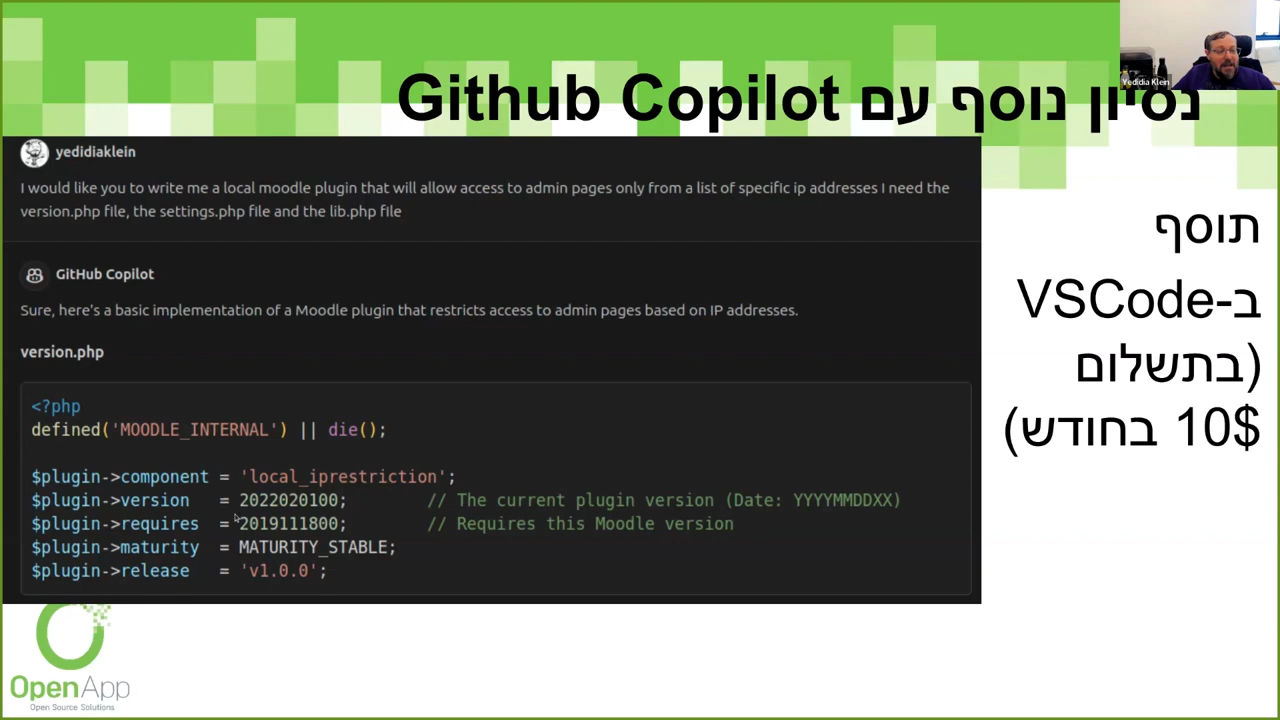 נסיון נוסף עם Github Copilot
Yedidia Klein
yedidiaklein
I would like you to write me a local moodle plugin that will allow access to admin pages only from a list of specific ip addresses I need the
version.php file, the settings.php file and the lib.php file
GitHub Copilot
Sure, here's a basic implementation of a Moodle plugin that restricts access to admin pages based on IP addresses.
version.php
<?php
defined('MOODLE_INTERNAL') || die();
$plugin->component = 'local_iprestriction';
$plugin->version   = 2022020100;        // The current plugin version (Date: YYYYMMDDXX)
$plugin->requires  = 2019111800;        // Requires this Moodle version
$plugin->maturity  = MATURITY_STABLE;
$plugin->release   = 'v1.0.0';
תוסף
ב-VSCode
(בתשלום
10$ בחודש)
OpenApp
Open Source Solutions